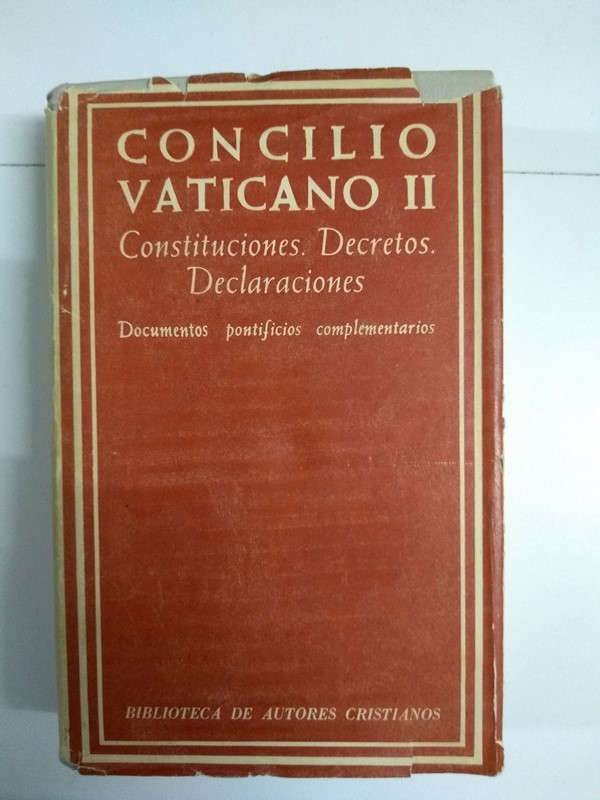 CONCILIO
VATICANO II
Constituciones. Decretos.
Declaraciones
Documentos pontificios complementarios
BIBLIOTECA DE AUTORES CRISTIANOS